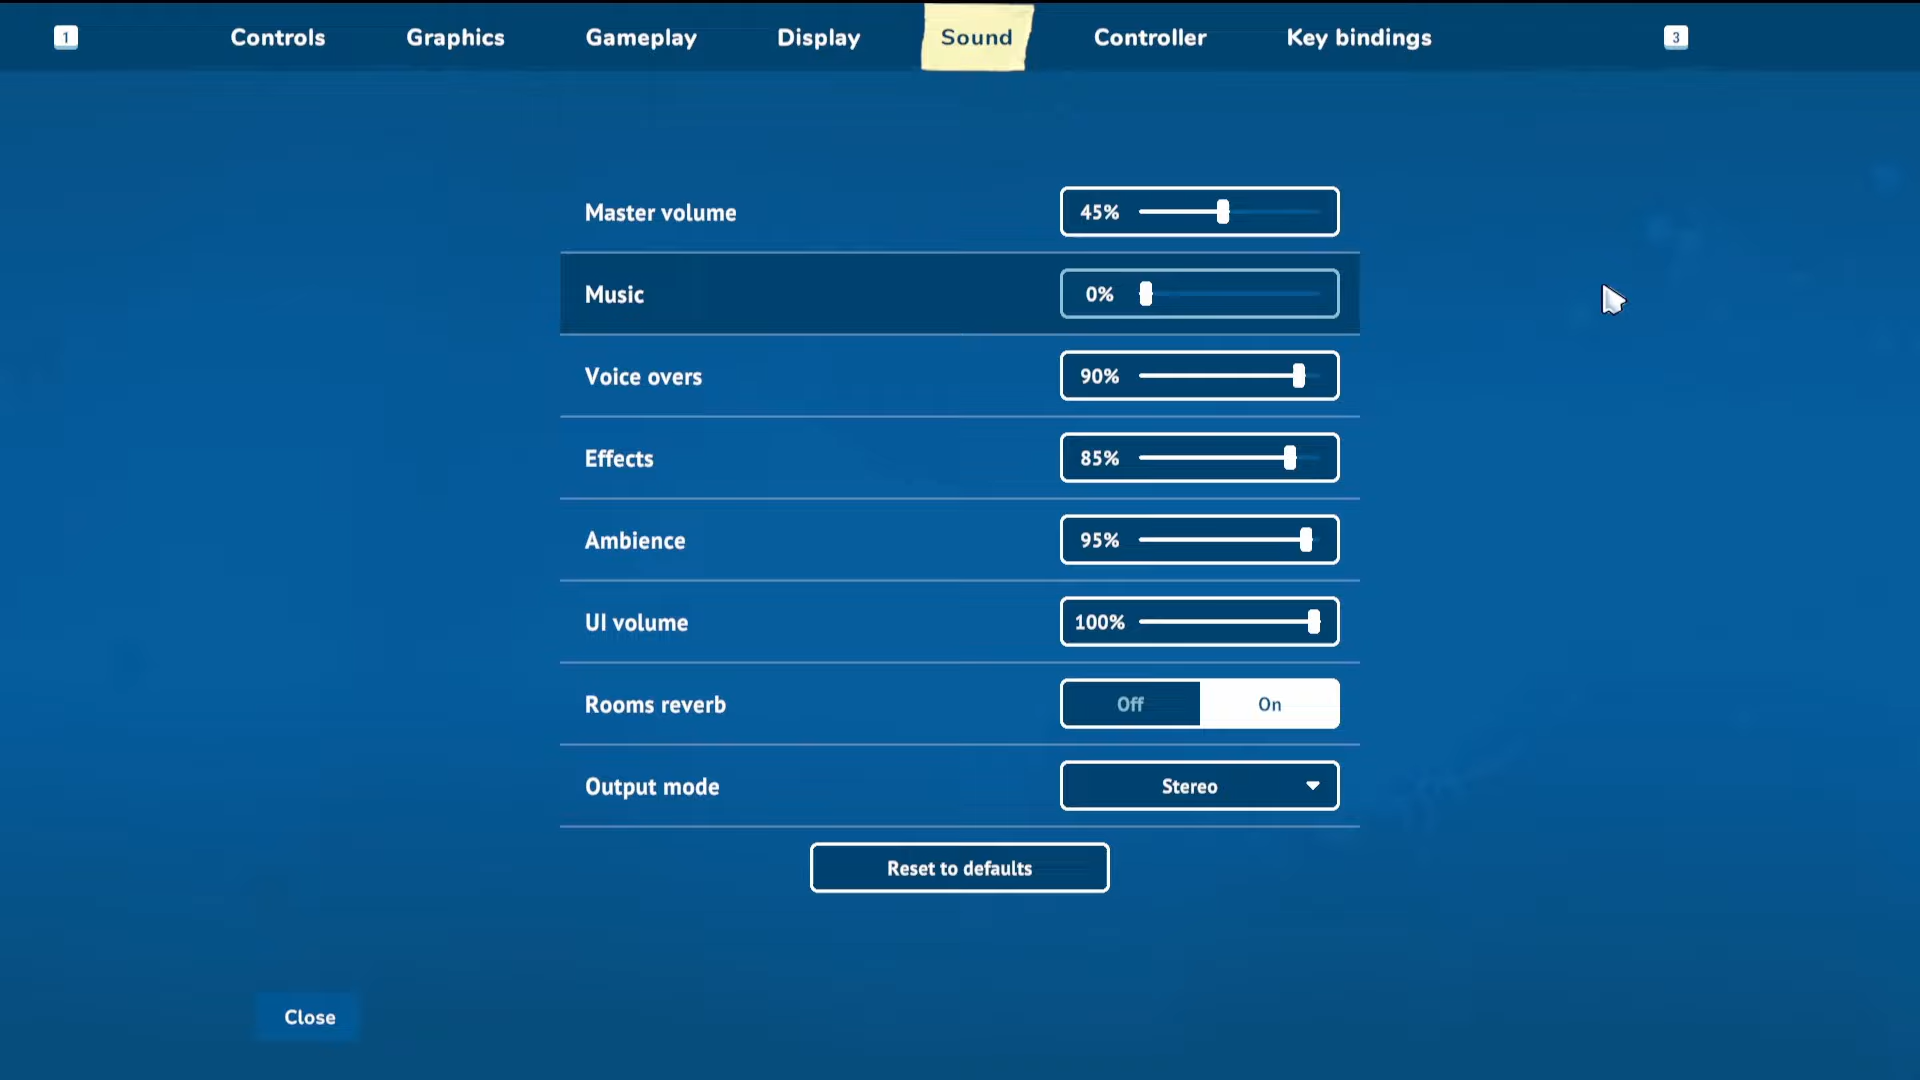 1 Controls Graphics Gameplay Display Sound Controller Key bindings 3
Master volume 45%
Music 0%
Voice overs 90%
Effects 85%
Ambience 95%
UI volume 100%
Rooms reverb Off On
Output mode Stereo
Reset to defaults
Close